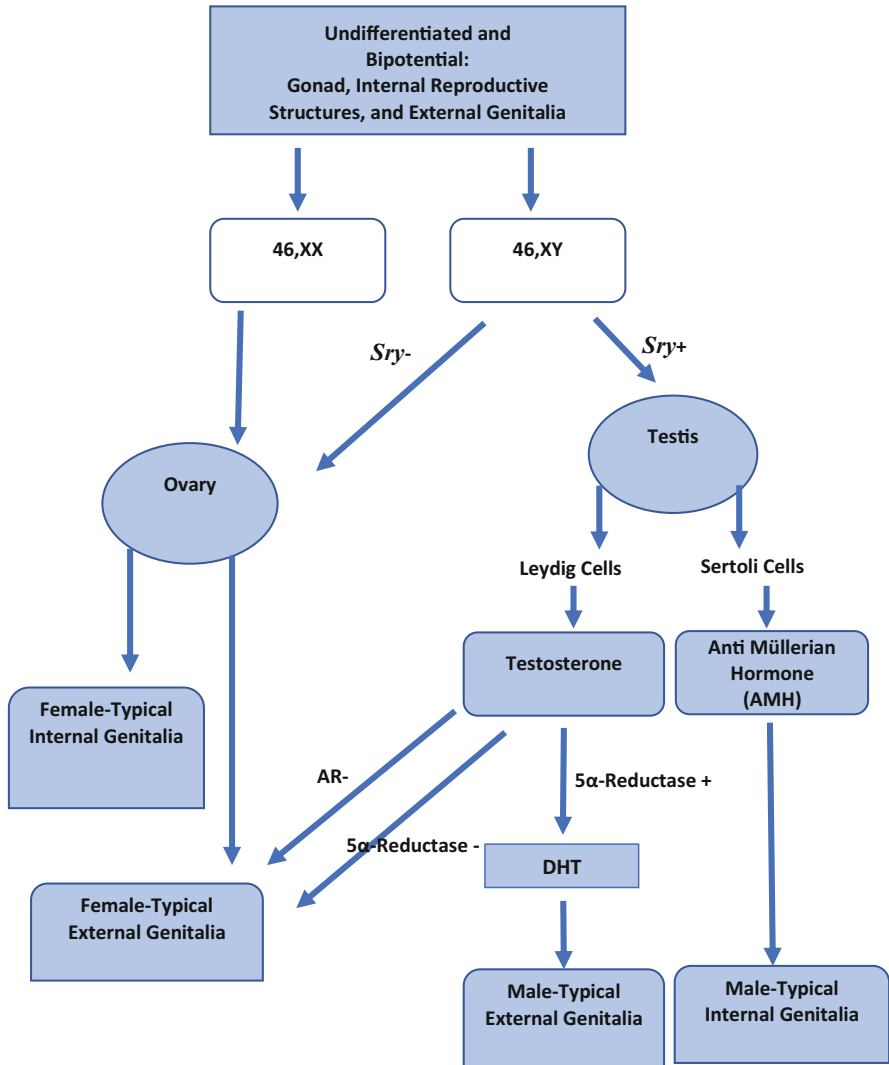 Undifferentiated and
Bipotential:
Gonad, Internal Reproductive
Structures, and External Genitalia
46,XX
46,XY
Sry-
Sry+
Testis
Ovary
Leydig Cells
Sertoli Cells
Testosterone
Anti Müllerian
Hormone
(AMH)
Female-Typical
Internal Genitalia
AR-
5α-Reductase +
5α-Reductase -
DHT
Female-Typical
External Genitalia
Male-Typical
External Genitalia
Male-Typical
Internal Genitalia